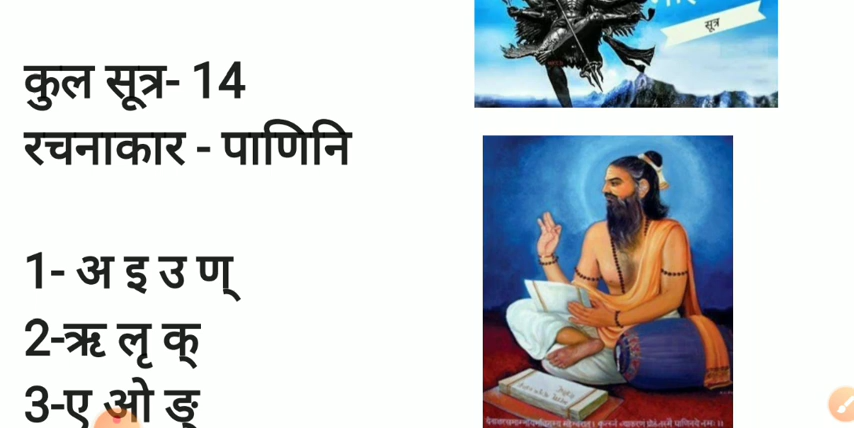 कुल सूत्र- 14
रचनाकार - पाणिनि
1- अ इ उ ण्
2-ऋ लृ क्
3-ए ओ ङ्
सूत्र